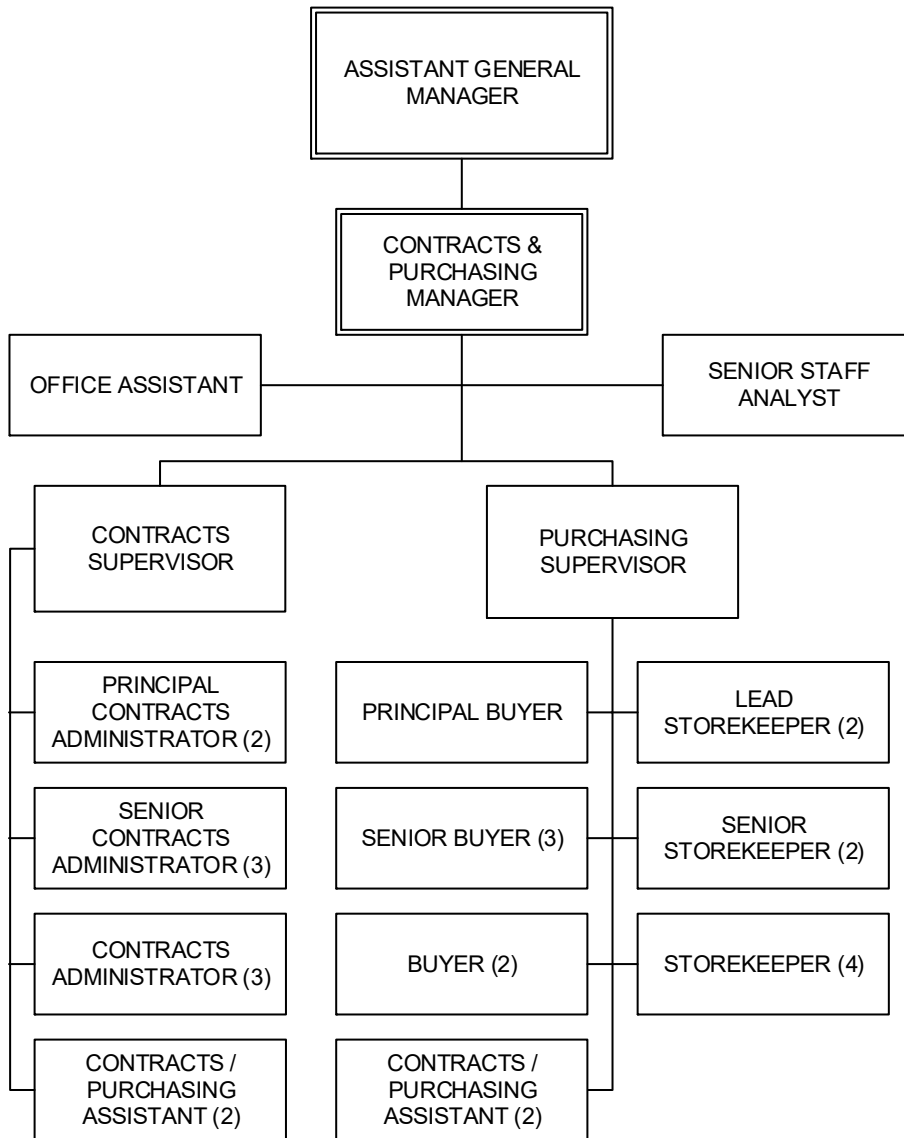 ASSISTANT GENERAL
MANAGER
CONTRACTS &
PURCHASING
MANAGER
OFFICE ASSISTANT
SENIOR STAFF
ANALYST
CONTRACTS
SUPERVISOR
PURCHASING
SUPERVISOR
PRINCIPAL
CONTRACTS
ADMINISTRATOR (2)
PRINCIPAL BUYER
LEAD
STOREKEEPER (2)
SENIOR
CONTRACTS
ADMINISTRATOR (3)
SENIOR BUYER (3)
SENIOR
STOREKEEPER (2)
CONTRACTS
ADMINISTRATOR (3)
BUYER (2)
STOREKEEPER (4)
CONTRACTS /
PURCHASING
ASSISTANT (2)
CONTRACTS /
PURCHASING
ASSISTANT (2)